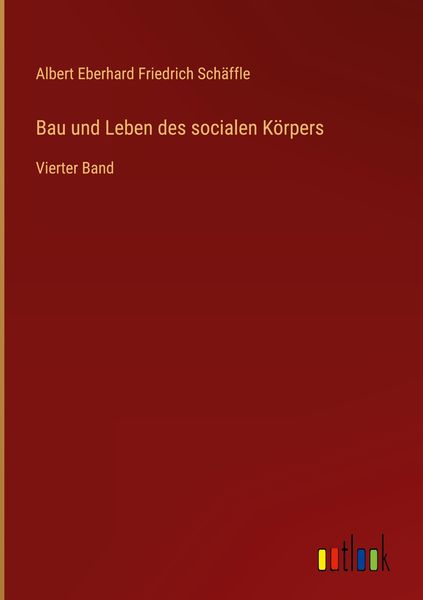 Albert Eberhard Friedrich Schäffle
Bau und Leben des socialen Körpers
Vierter Band
outlook